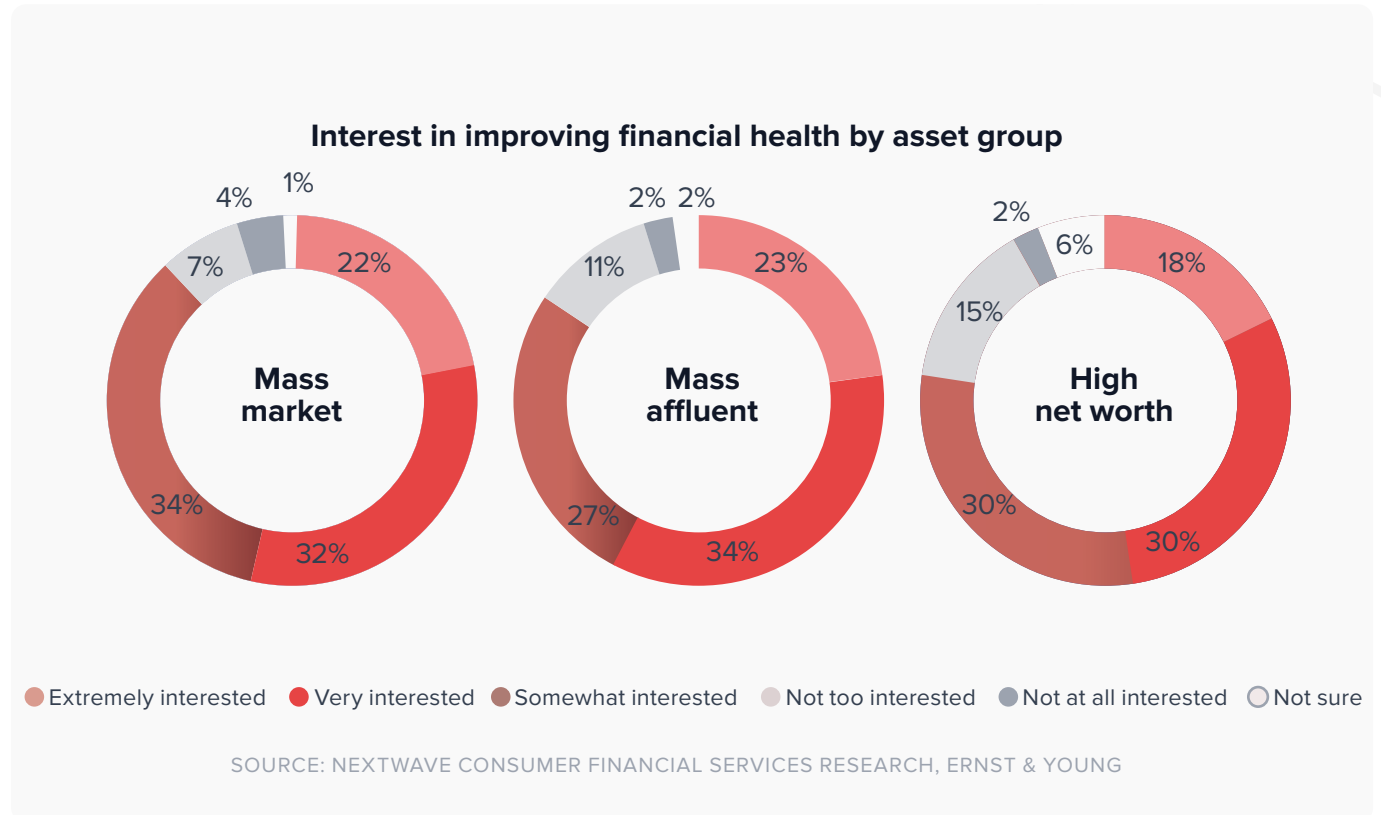 Interest in improving financial health by asset group
4%
1%
7%
22%
34%
32%
Mass
market
2%
2%
11%
23%
27%
34%
Mass
affluent
2%
6%
18%
15%
30%
30%
High
net worth
Extremely interested
Very interested
Somewhat interested
Not too interested
Not at all interested
Not sure
SOURCE: NEXTWAVE CONSUMER FINANCIAL SERVICES RESEARCH, ERNST & YOUNG